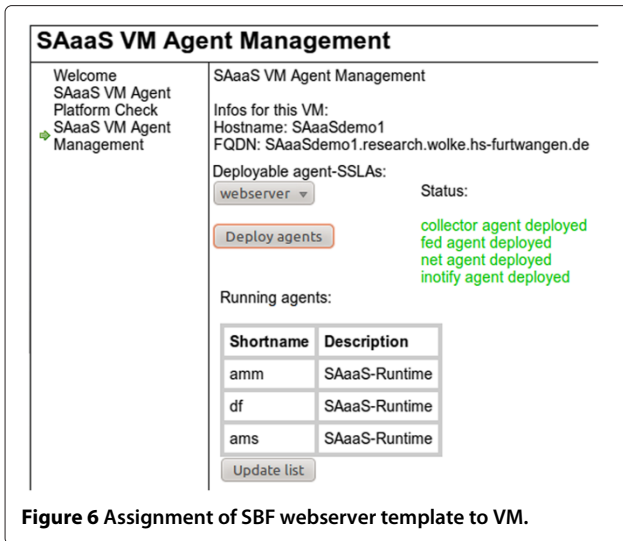 SAaaS VM Agent Management
Welcome
SAaaS VM Agent
Platform Check
SAaaS VM Agent
Management
SAaaS VM Agent Management
Infos for this VM:
Hostname: SAaaSdemo1
FQDN: SAaaSdemo1.research.wolke.hs-furtwangen.de
Deployable agent-SSLAs:
webserver
Deploy agents
Status:
collector agent deployed
fed agent deployed
net agent deployed
inotify agent deployed
Running agents:
Shortname Description
amm SAaaS-Runtime
df SAaaS-Runtime
ams SAaaS-Runtime
Update list
Figure 6 Assignment of SBF webserver template to VM.